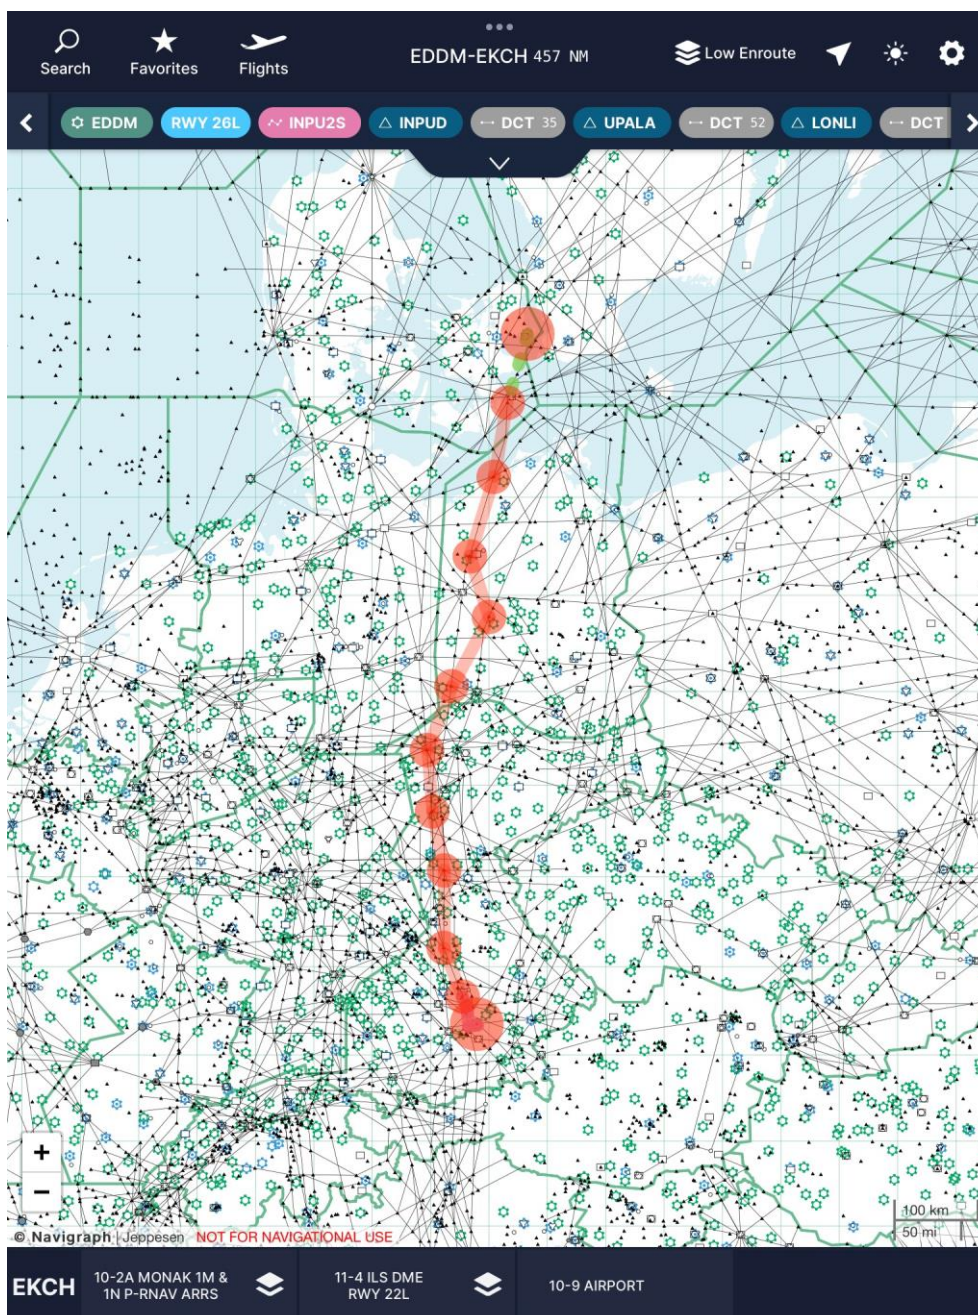 EDDM-EKCH 457 NM
Search
Favorites
Flights
Low Enroute
EDDM
RWY 26L
INPU2S
INPUD
DCT 35
UPALA
DCT 52
LONLI
DCT
+
−
100 km
50 mi
© Navigraph | Jeppesen NOT FOR NAVIGATIONAL USE
EKCH
10-2A MONAK 1M &
1N P-RNAV ARRS
11-4 ILS DME
RWY 22L
10-9 AIRPORT